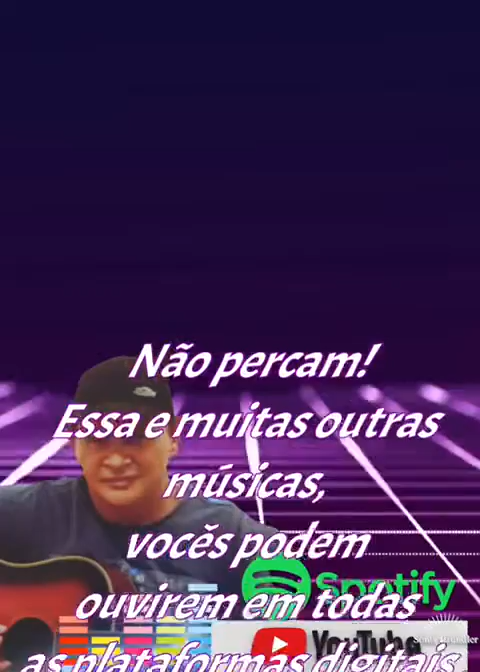 Não percam!
Essa e muitas outras
músicas,
vocês podem
ouvirem em todas
as plataformas digitais
Spotify
YouTube